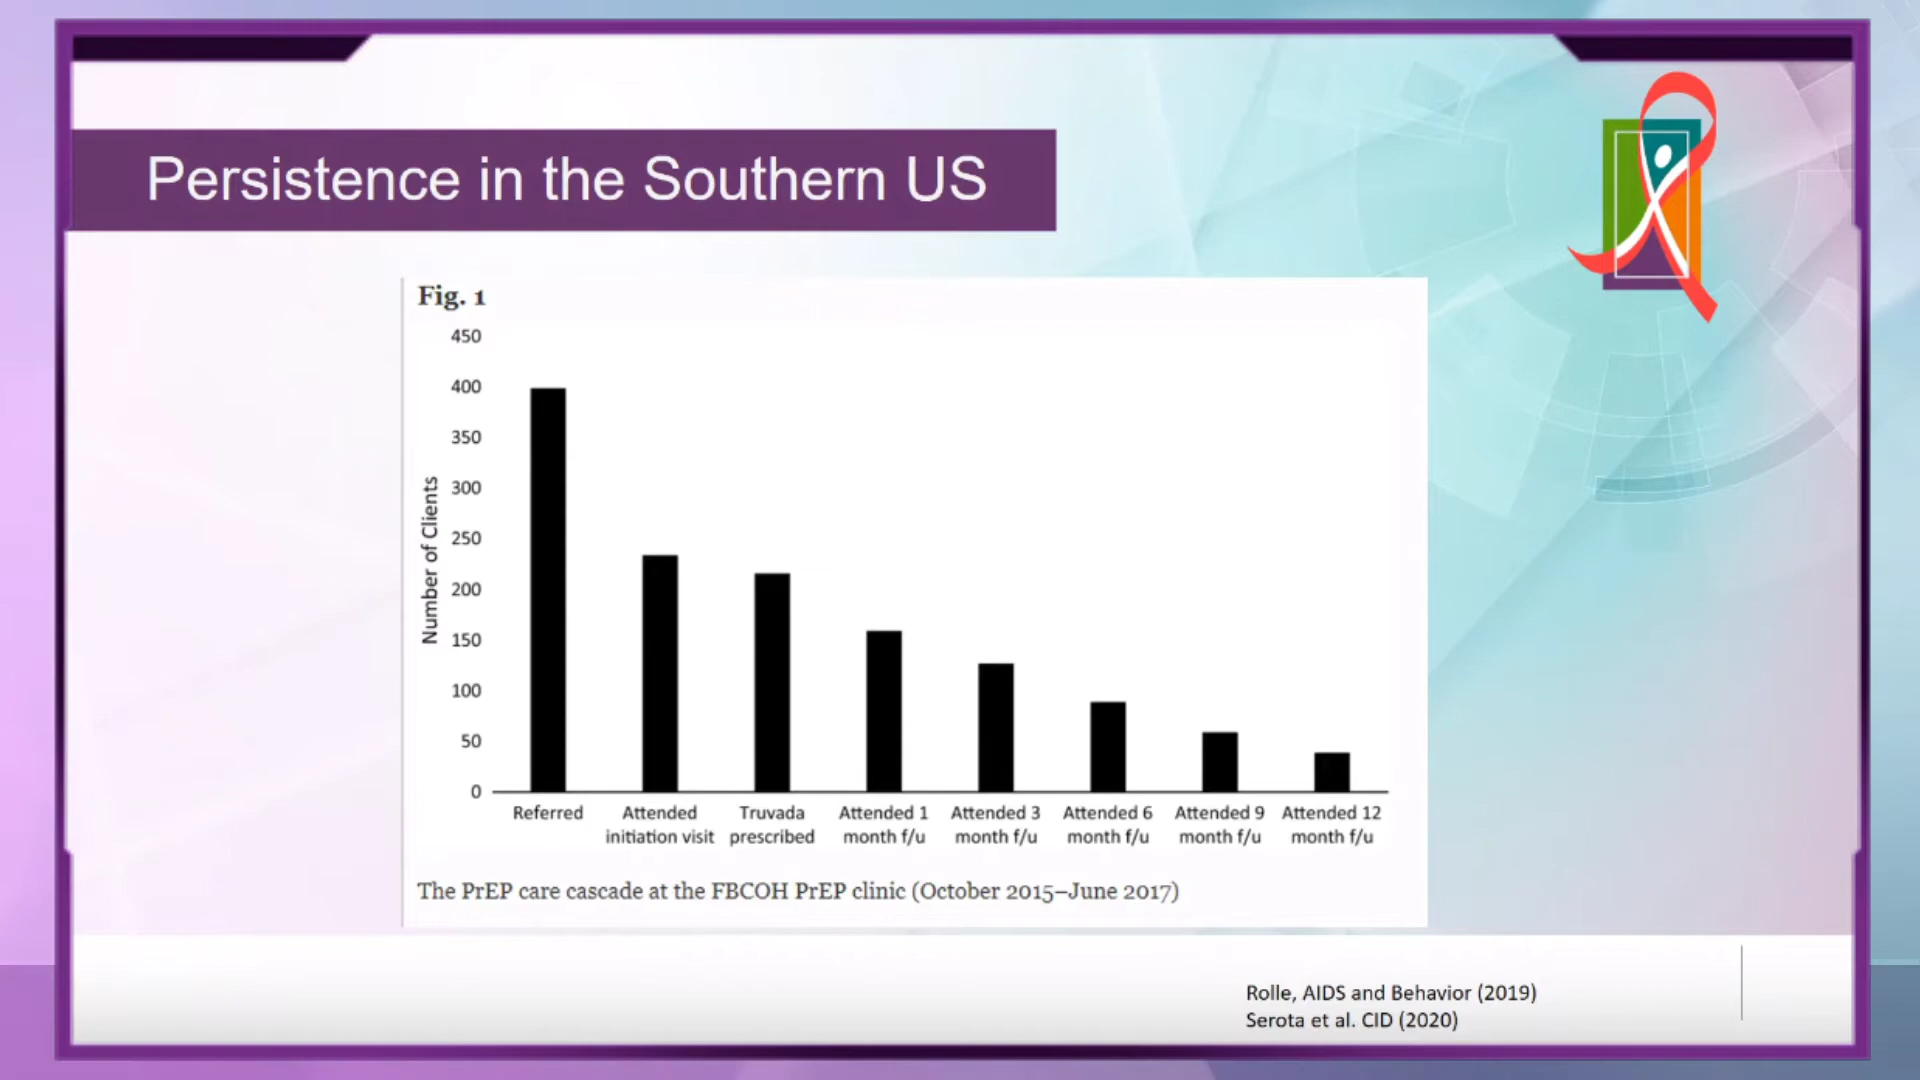 Persistence in the Southern US
Fig. 1
450
400
350
300
250
200
150
100
50
0
Number of Clients
Referred
Attended
initiation visit
Truvada
prescribed
Attended 1
month f/u
Attended 3
month f/u
Attended 6
month f/u
Attended 9
month f/u
Attended 12
month f/u
The PrEP care cascade at the FBCOH PrEP clinic (October 2015–June 2017)
Rolle, AIDS and Behavior (2019)
Serota et al. CID (2020)